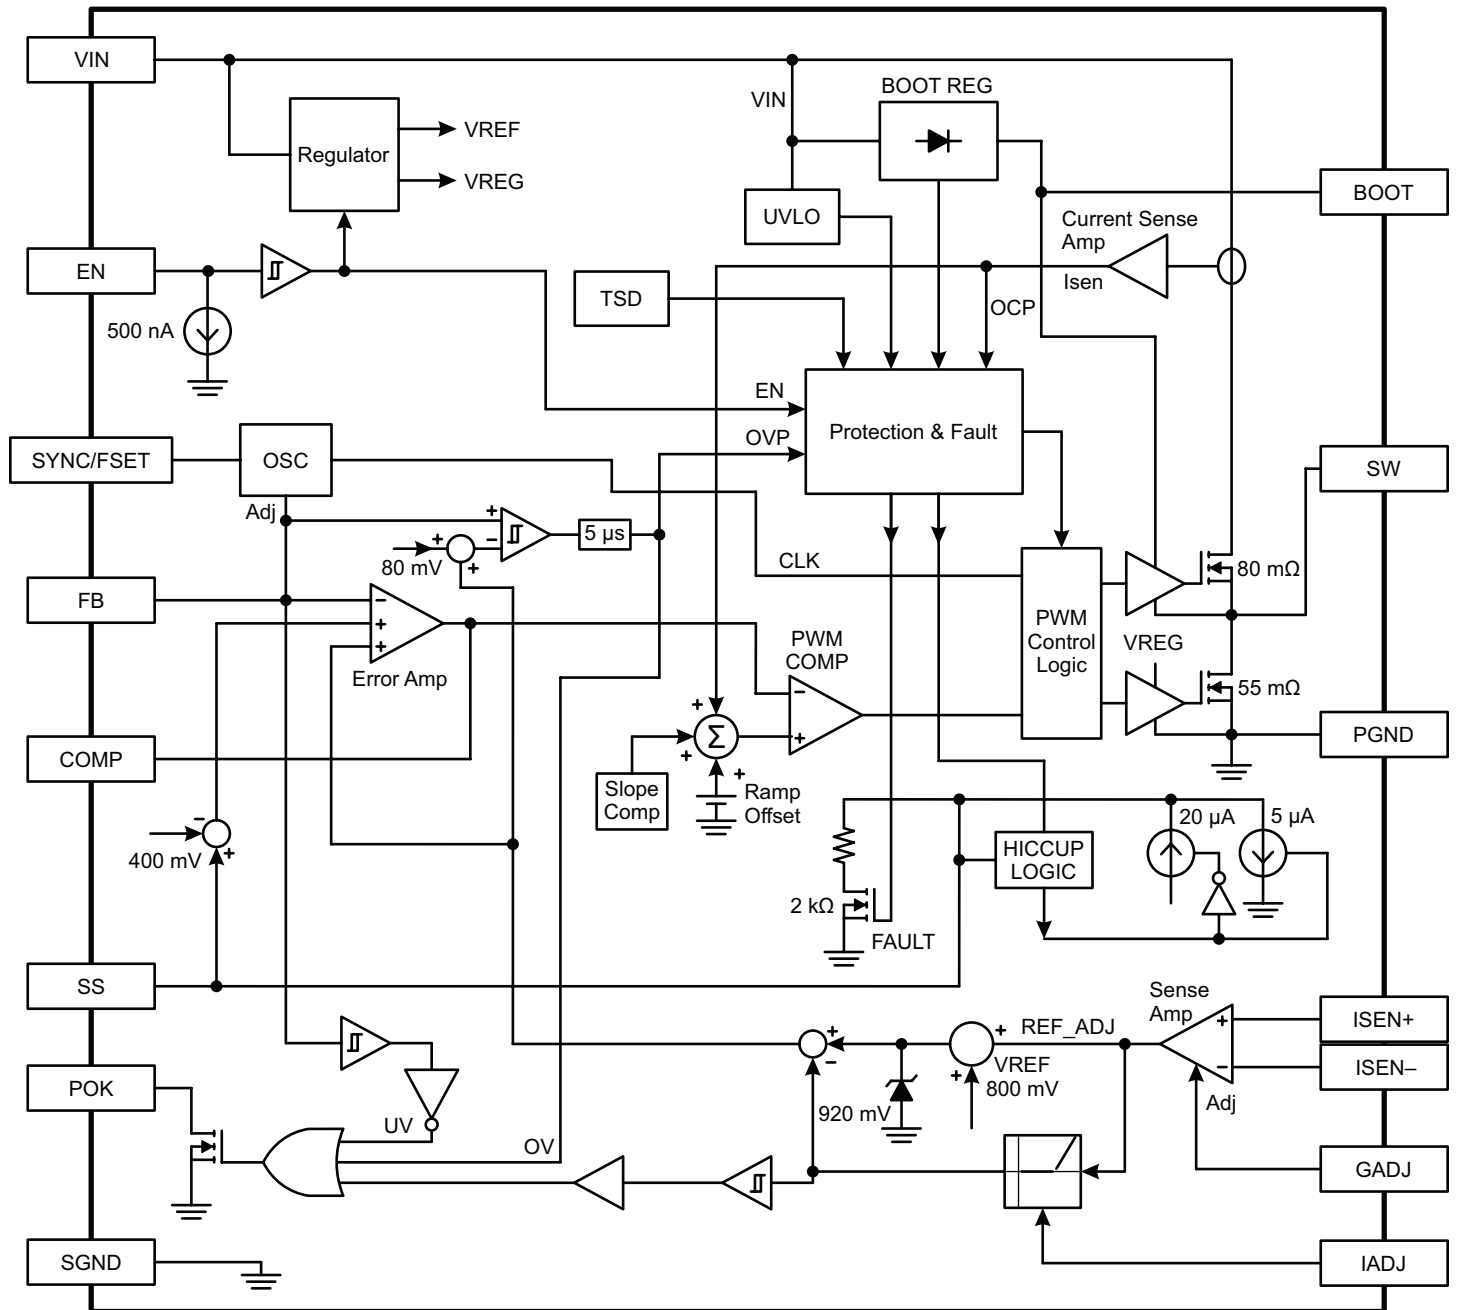 VIN
BOOT REG
VIN
VREF
Regulator
VREG
BOOT
UVLO
Current Sense
Amp
EN
Isen
TSD
OCP
500 nA
EN
Protection & Fault
OVP
SYNC/FSET
OSC
SW
Adj
+
5 µs
+
–
80 mV
+
CLK
80 mΩ
FB
–
+
+
Error Amp
PWM
COMP
PWM
Control
Logic
VREG
–
55 mΩ
+
Σ
+
PGND
COMP
+
+
Slope
Comp
Ramp
Offset
20 µA
5 µA
–
400 mV
+
HICCUP
LOGIC
2 kΩ
FAULT
SS
Sense
Amp
ISEN+
+
REF_ADJ
+
+
–
VREF
800 mV
+
–
ISEN–
POK
920 mV
Adj
UV
OV
GADJ
SGND
IADJ